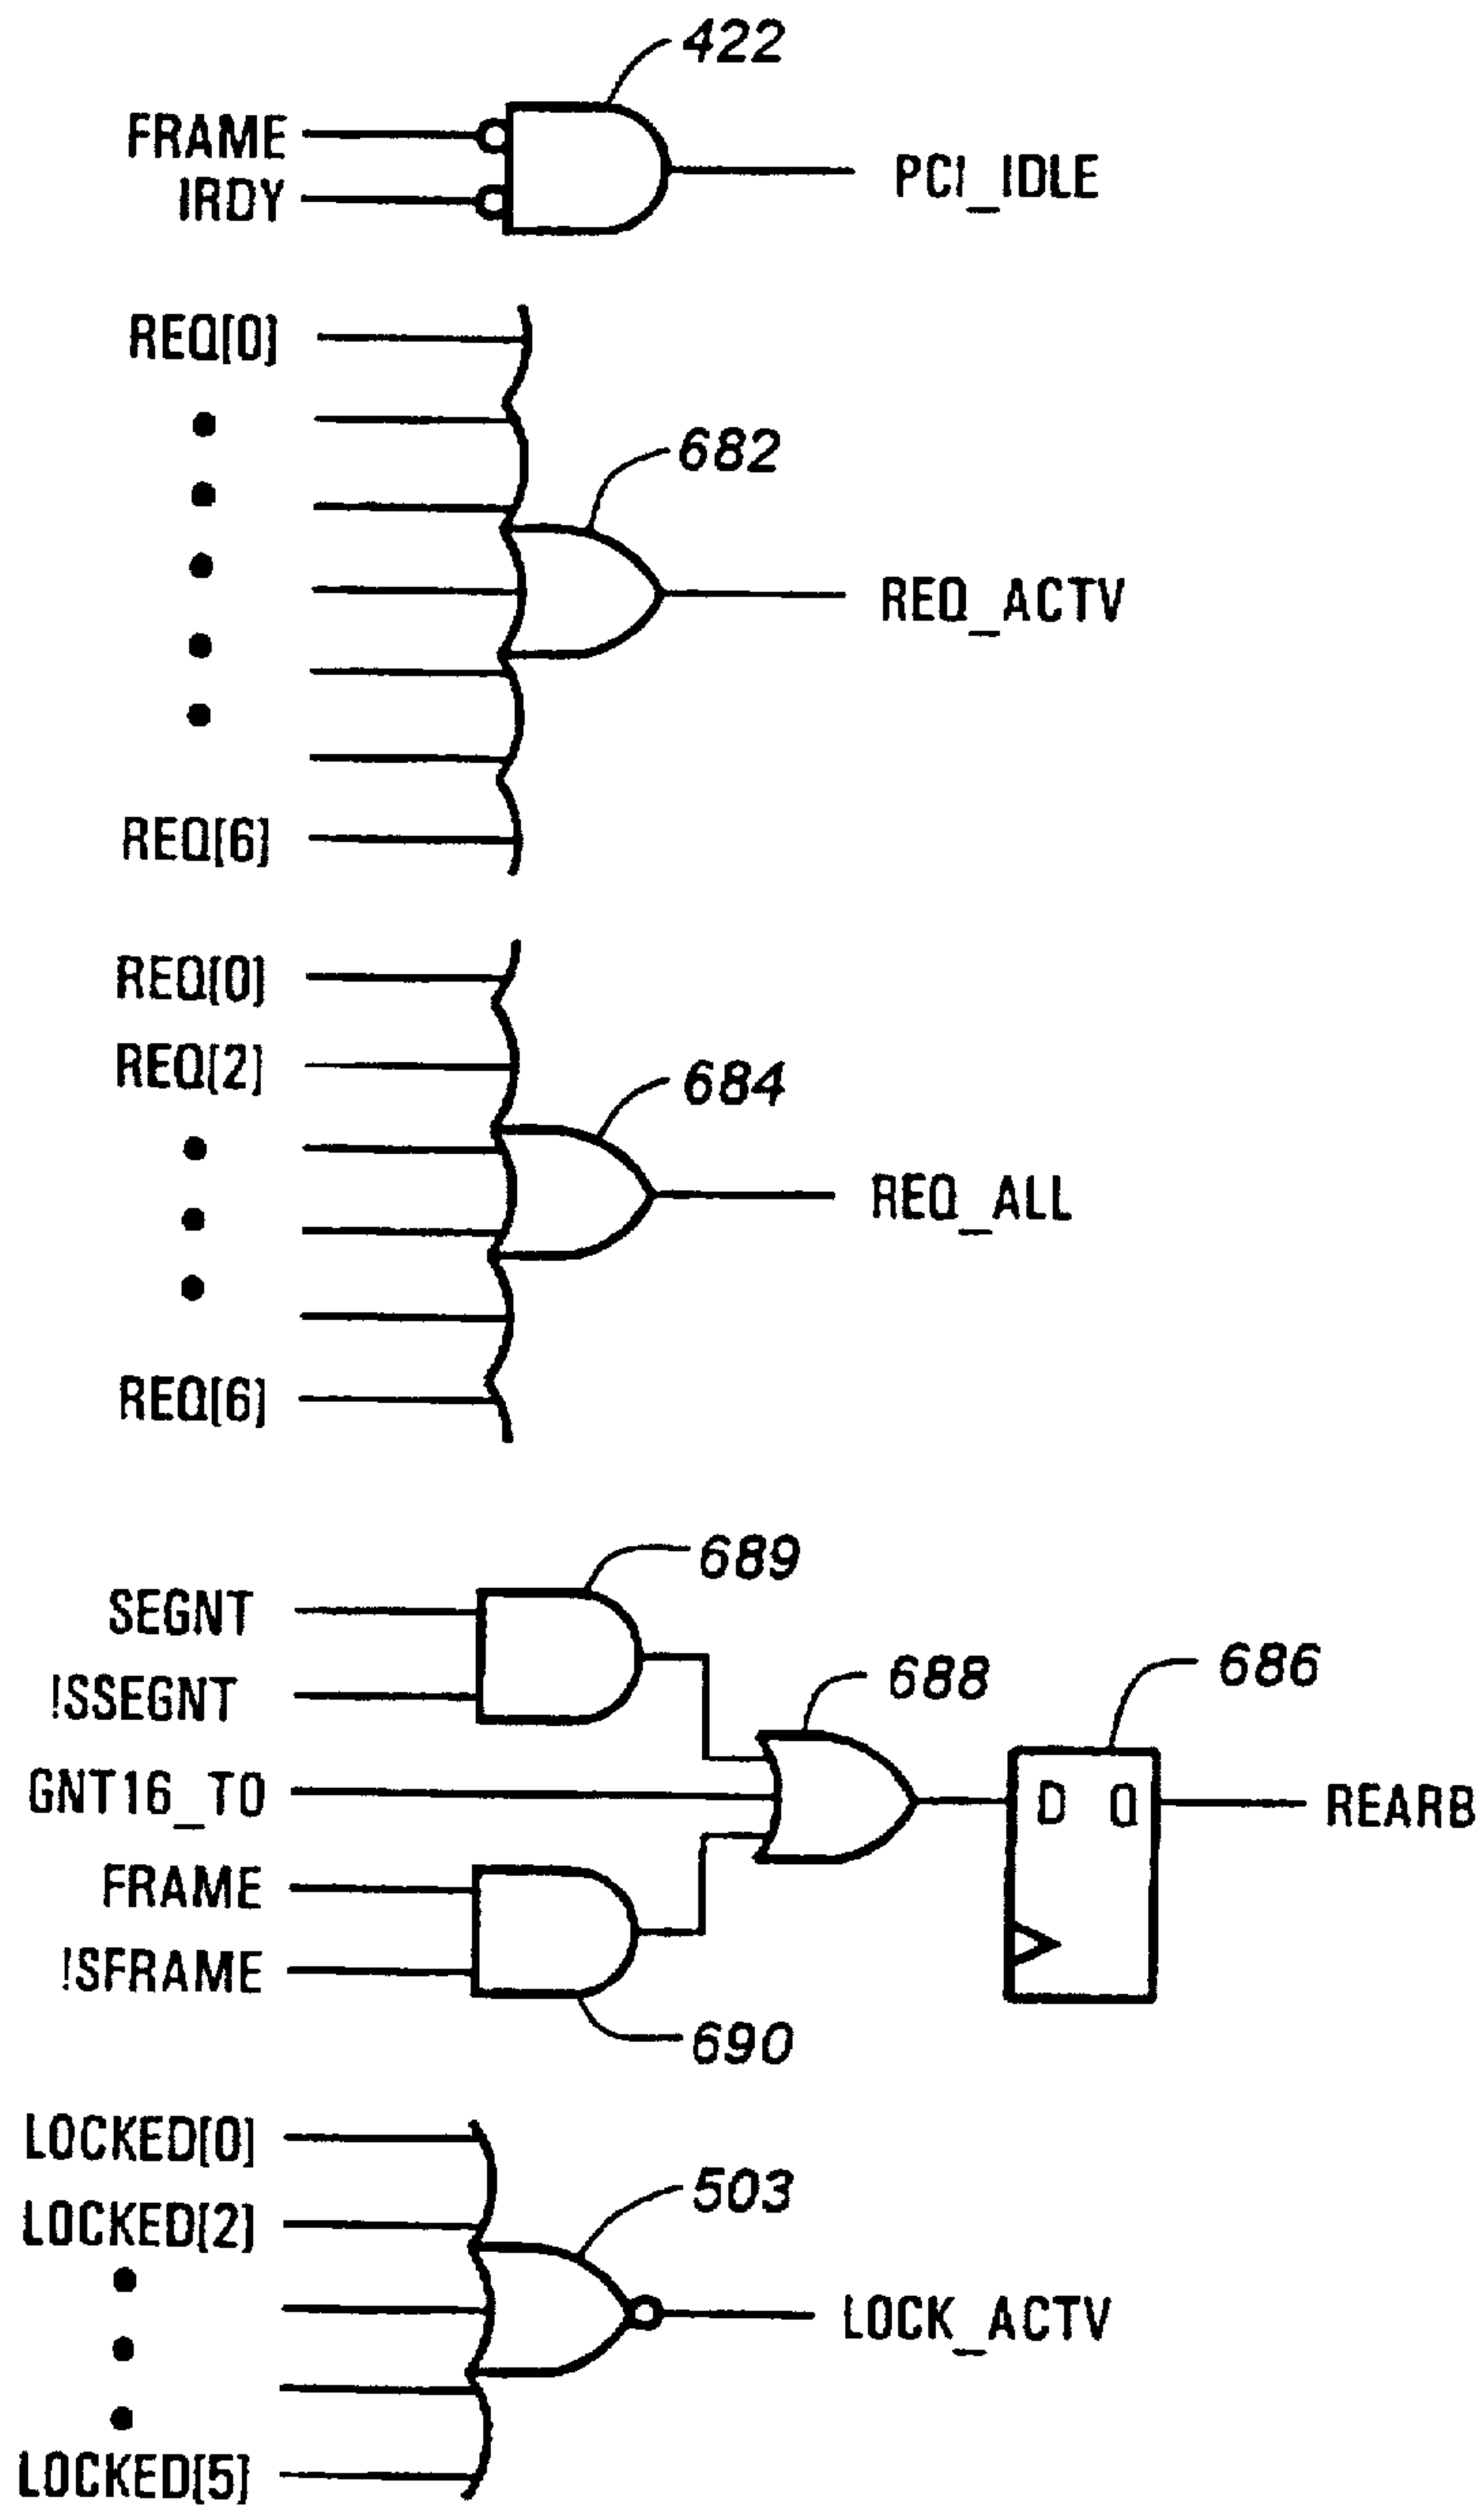 422
FRAME
IRDY
PCI_IDLE
REQ[0]
682
REQ_ACTV
REQ[6]
REQ[0]
REQ[2]
684
REQ_ALL
REQ[6]
689
SEGNT
!SSEGNT
688
686
GNT16_TO
D Q
REARB
FRAME
!SFRAME
690
LOCKED[0]
503
LOCKED[2]
LOCK_ACTV
LOCKED[5]